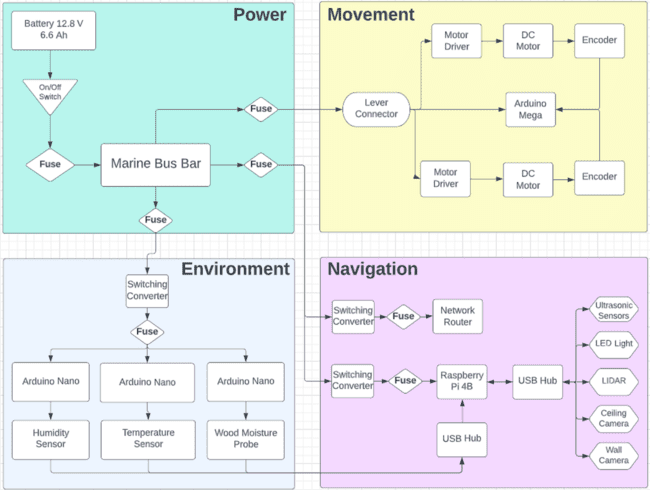 Power
Battery 12.8 V
6.6 Ah
On/Off
Switch
Fuse
Marine Bus Bar
Fuse
Fuse
Fuse
Movement
Lever
Connector
Motor
Driver
DC
Motor
Encoder
Arduino
Mega
Motor
Driver
DC
Motor
Encoder
Environment
Switching
Converter
Fuse
Arduino Nano
Arduino Nano
Arduino Nano
Humidity
Sensor
Temperature
Sensor
Wood Moisture
Probe
Navigation
Switching
Converter
Fuse
Network
Router
Switching
Converter
Fuse
Raspberry
Pi 4B
USB Hub
USB Hub
Ultrasonic
Sensors
LED Light
LIDAR
Ceiling
Camera
Wall
Camera